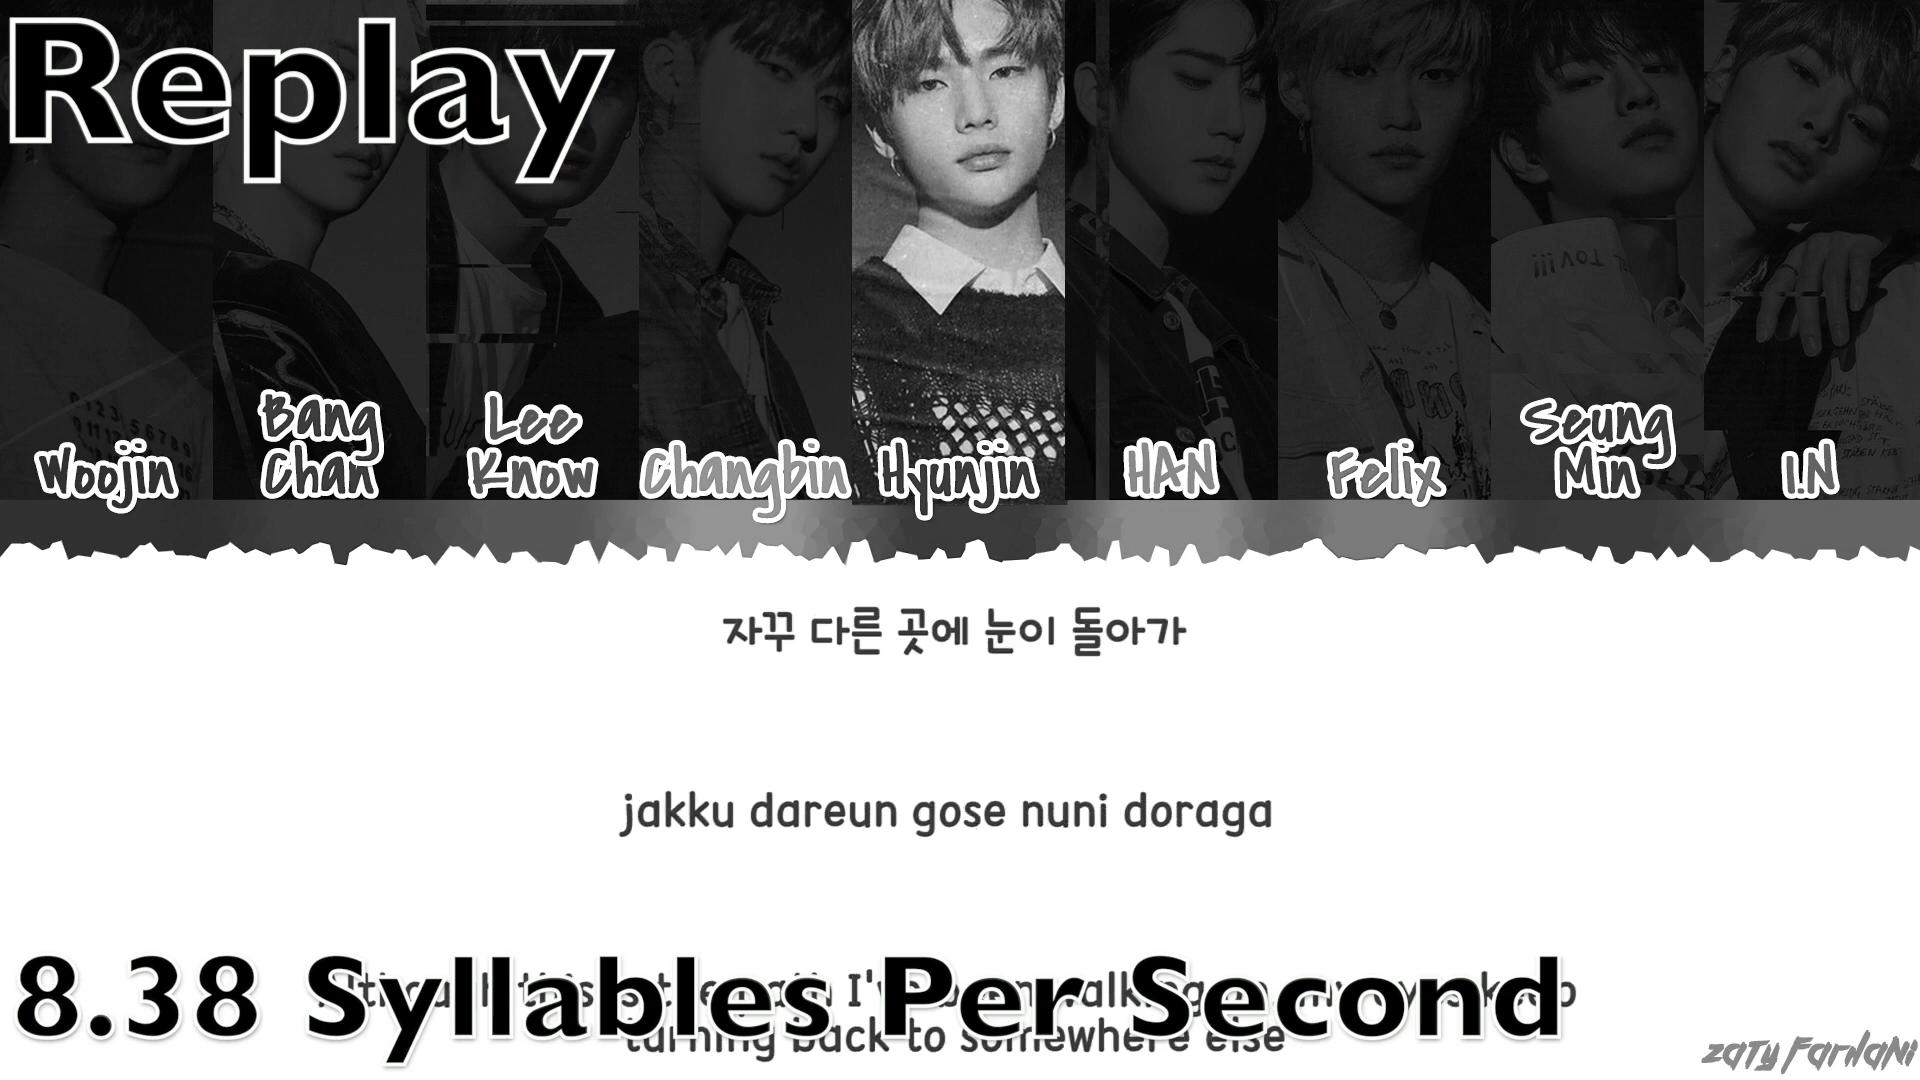 Replay
Woojin
Bang
Chan
Lee
Know
Changbin
Hyunjin
HAN
Felix
Seung
Min
I.N
자꾸 다른 곳에 눈이 돌아가
jakku dareun gose nuni doraga
8.38 Syllables Per Second
turning back to somewhere else
Zaty Farhani